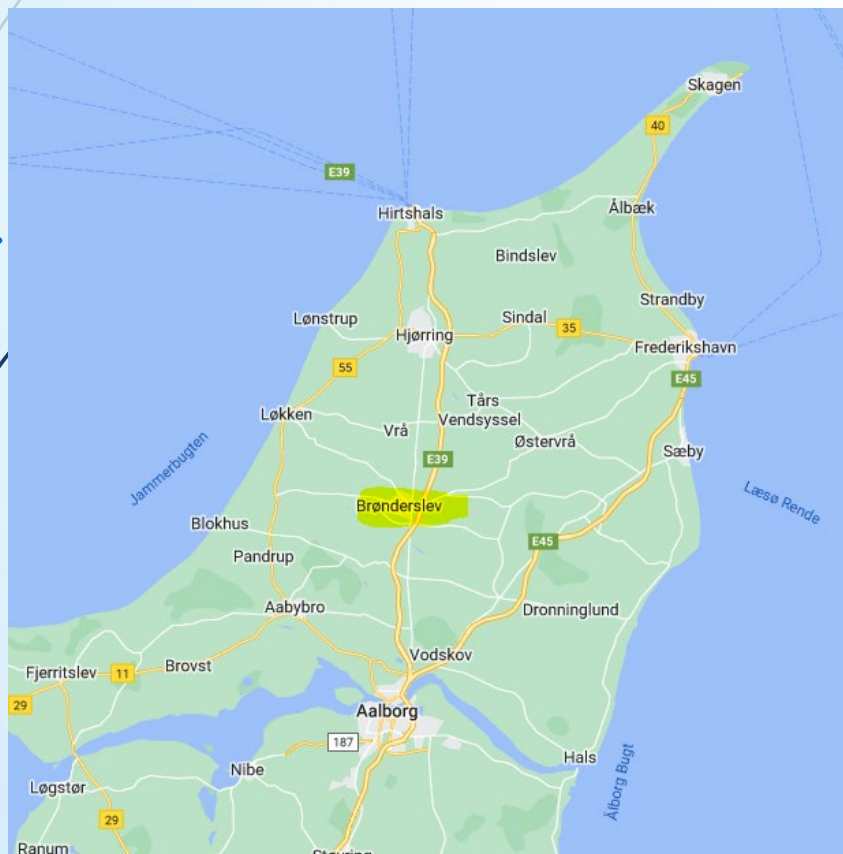 Skagen
40
E39
Hirtshals
Ålbæk
Bindslev
Strandby
Lønstrup
Sindal
35
Hjørring
Frederikshavn
55
E45
Tårs
Løkken
Vendsyssel
Vrå
Østervrå
Sæby
E39
Jammerbugten
Læsø Rende
Brønderslev
Blokhus
E45
Pandrup
Aabybro
Dronninglund
Vodskov
Brovst
Fjerritslev
11
29
Aalborg
187
Hals
Nibe
Ålborg Bugt
Løgstør
29
Ranum